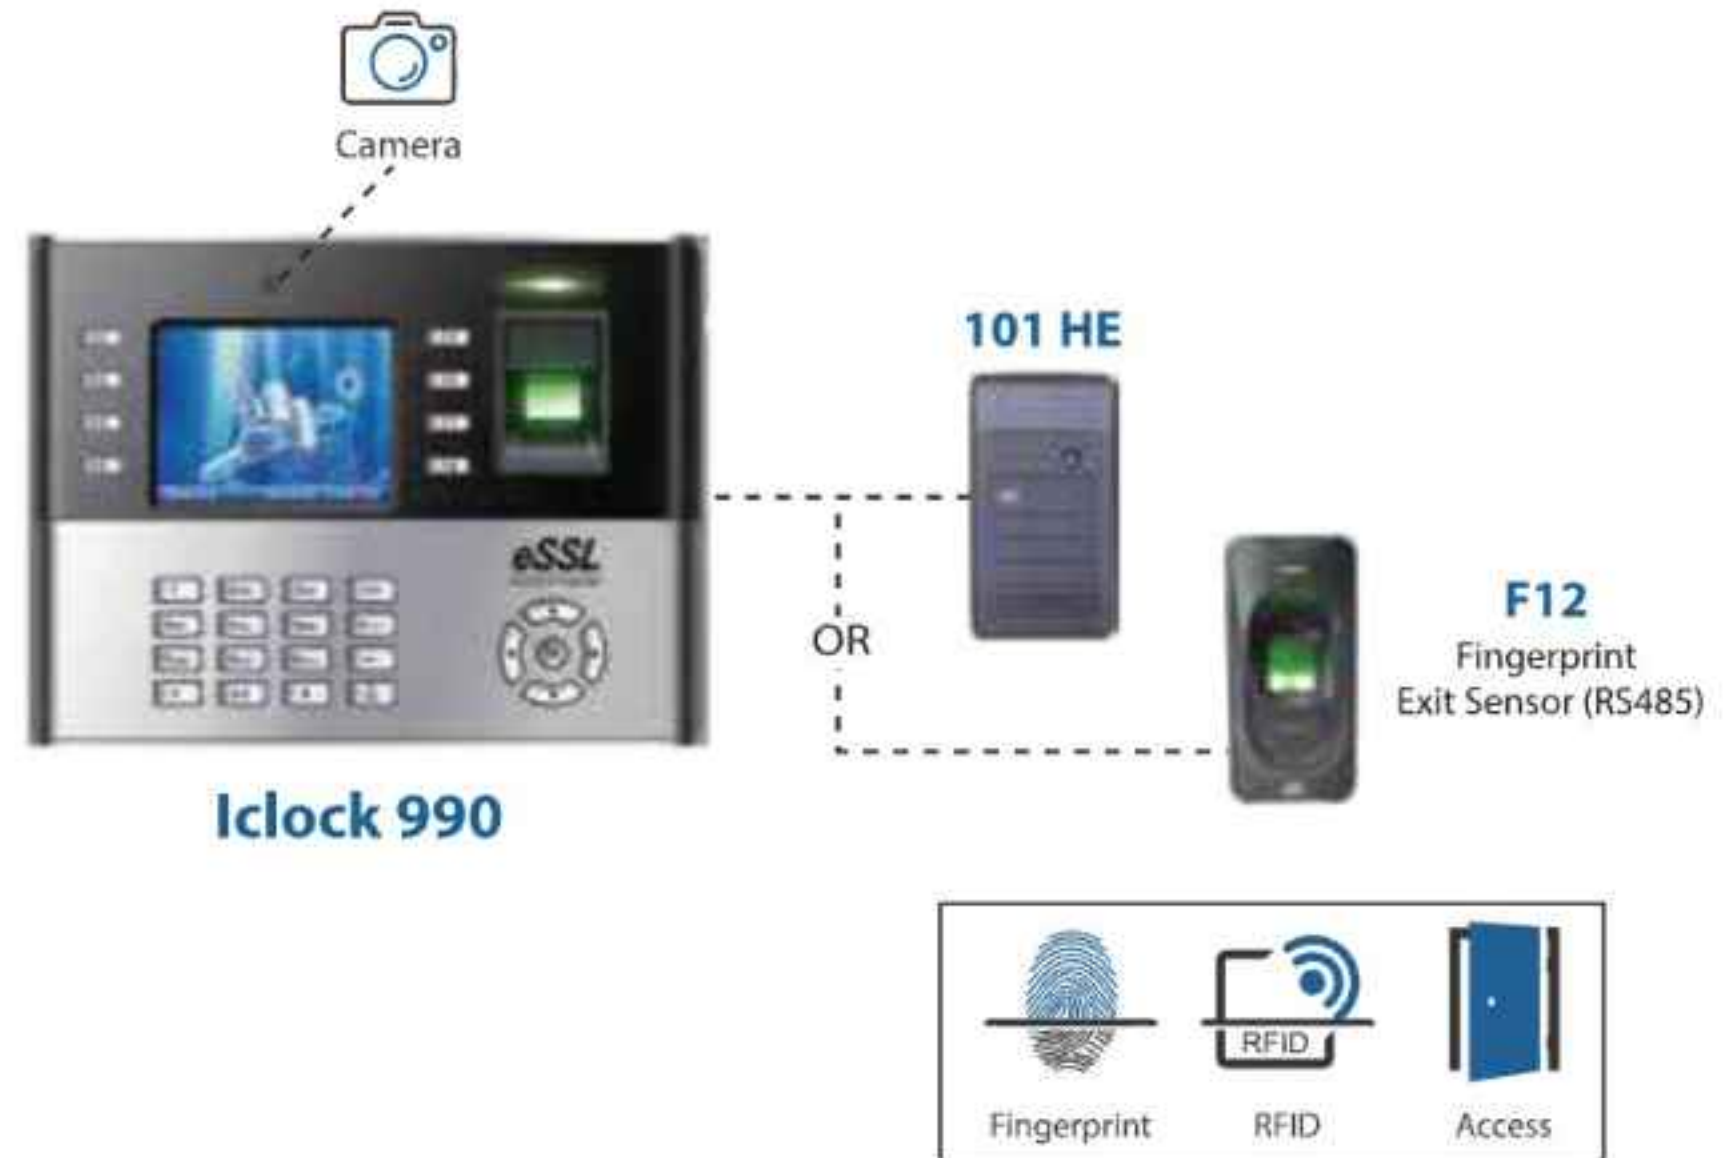 Camera
101 HE
eSSL
OR
F12
Fingerprint
Exit Sensor (RS485)
Iclock 990
RFID
Fingerprint
RFID
Access